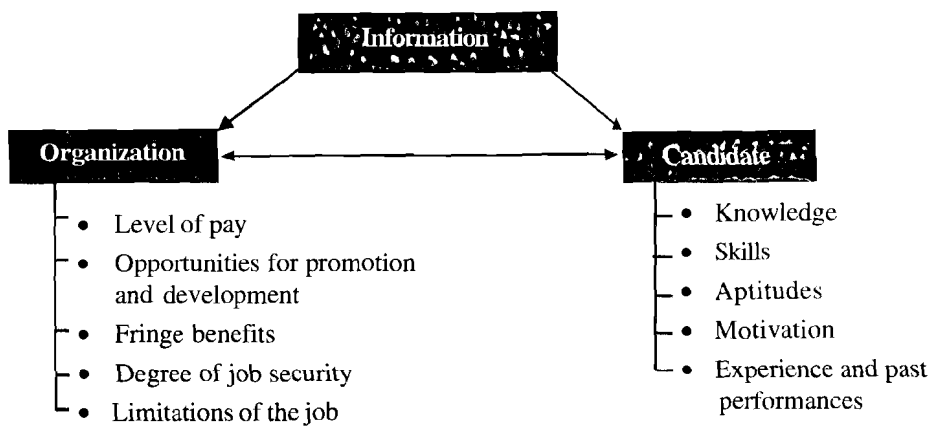 Information
Organization
Candidate
• Level of pay
• Opportunities for promotion
and development
• Fringe benefits
• Degree of job security
• Limitations of the job
• Knowledge
• Skills
• Aptitudes
• Motivation
• Experience and past
performances